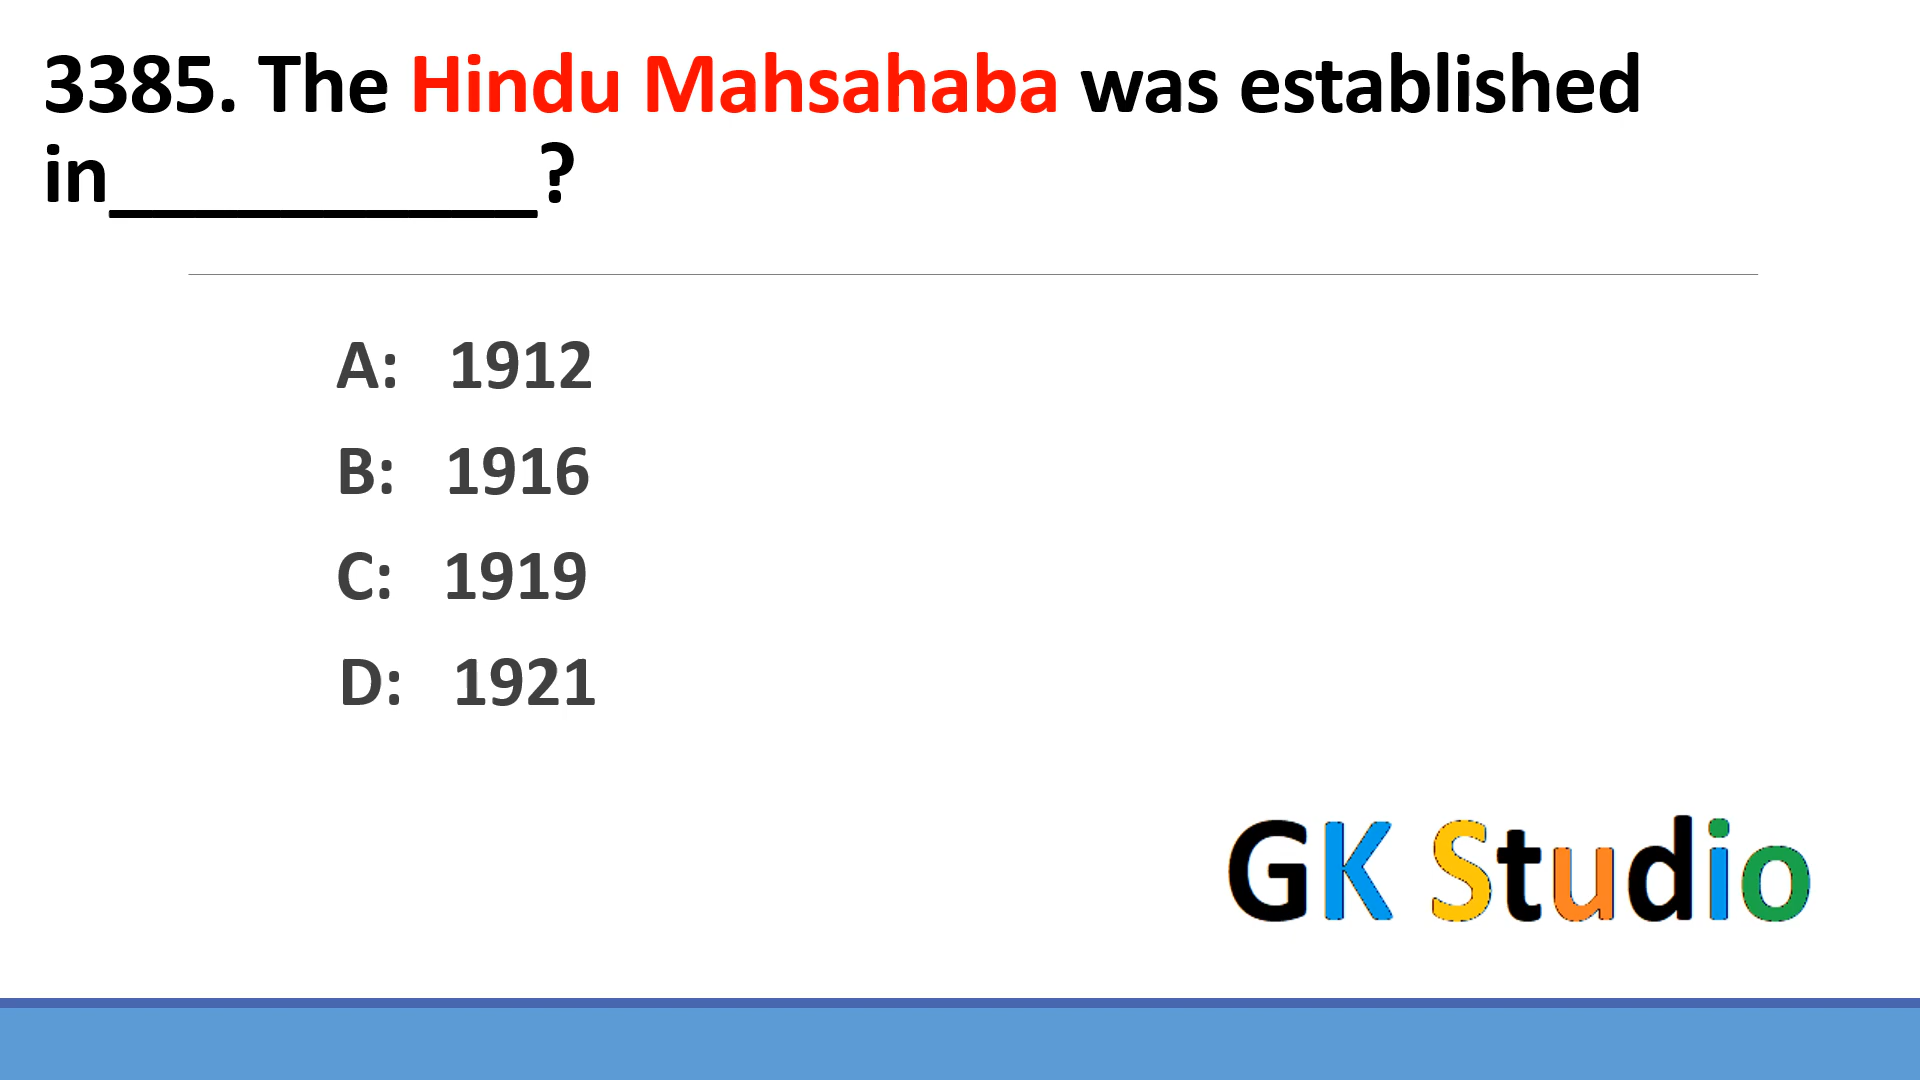 3385. The Hindu Mahsahaba was established
in___________?
A: 1912
B: 1916
C: 1919
D: 1921
GK Studio